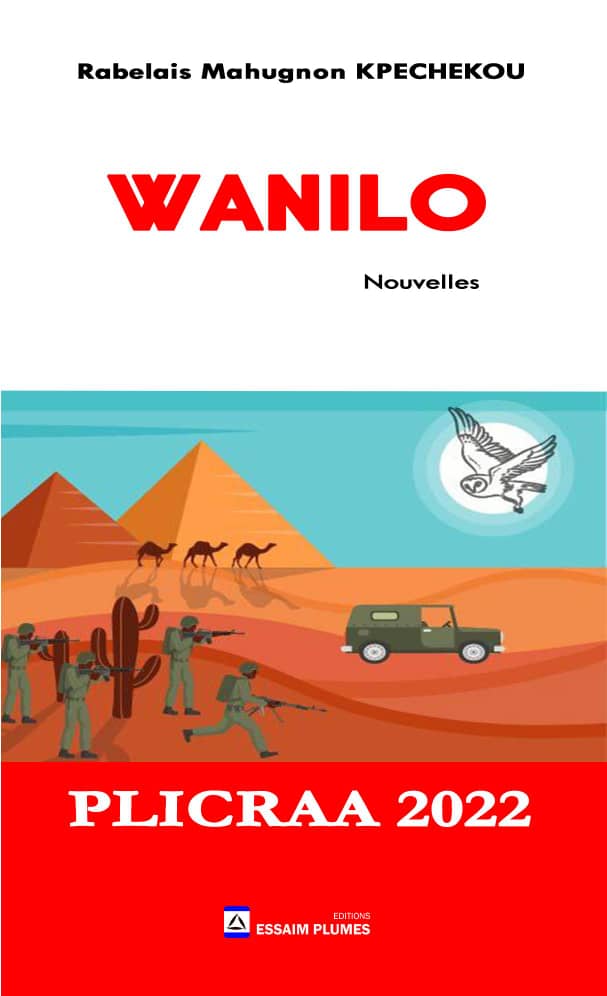 Rabelais Mahugnon KPECHEKOU
WANILO
Nouvelles
PLICRAA 2022
EDITIONS
ESSAIM PLUMES